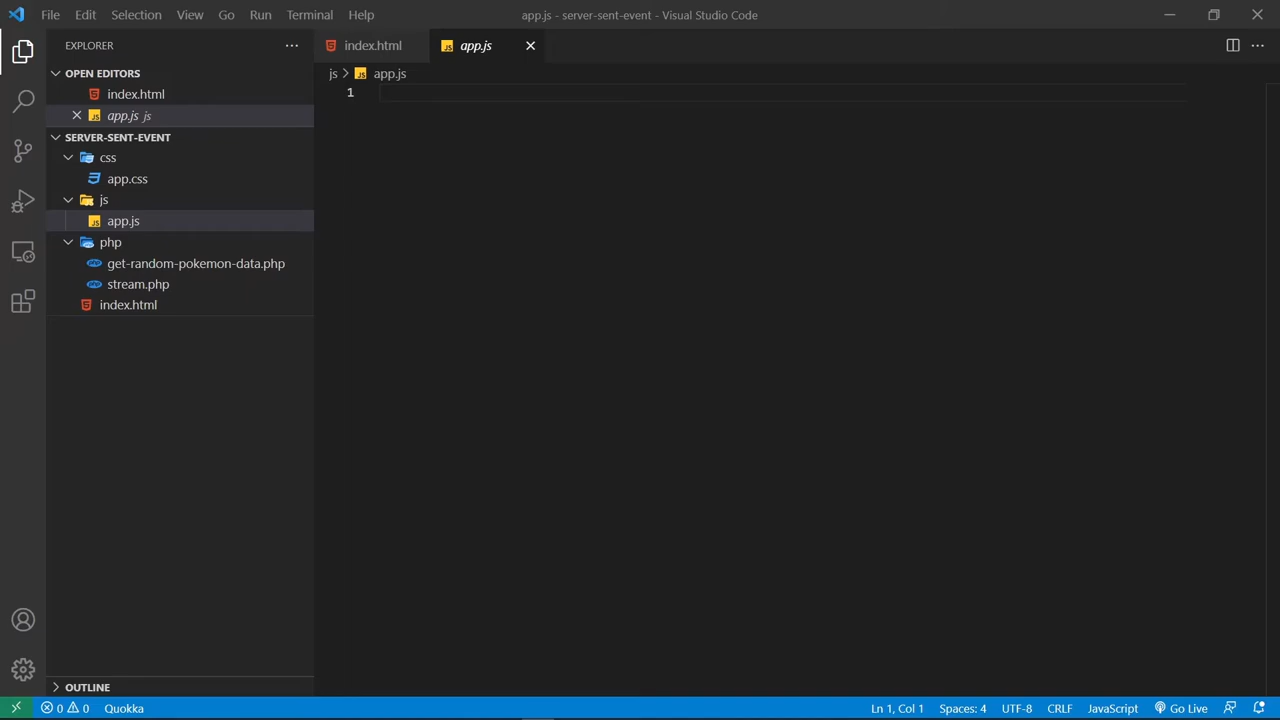 File Edit Selection View Go Run Terminal Help
app.js - server-sent-event - Visual Studio Code
EXPLORER
OPEN EDITORS
index.html
app.js js
SERVER-SENT-EVENT
css
app.css
js
app.js
php
get-random-pokemon-data.php
stream.php
index.html
OUTLINE
index.html
JS app.js
js JS app.js
1
0 0 Quokka
Ln 1, Col 1 Spaces: 4 UTF-8 CRLF JavaScript Go Live